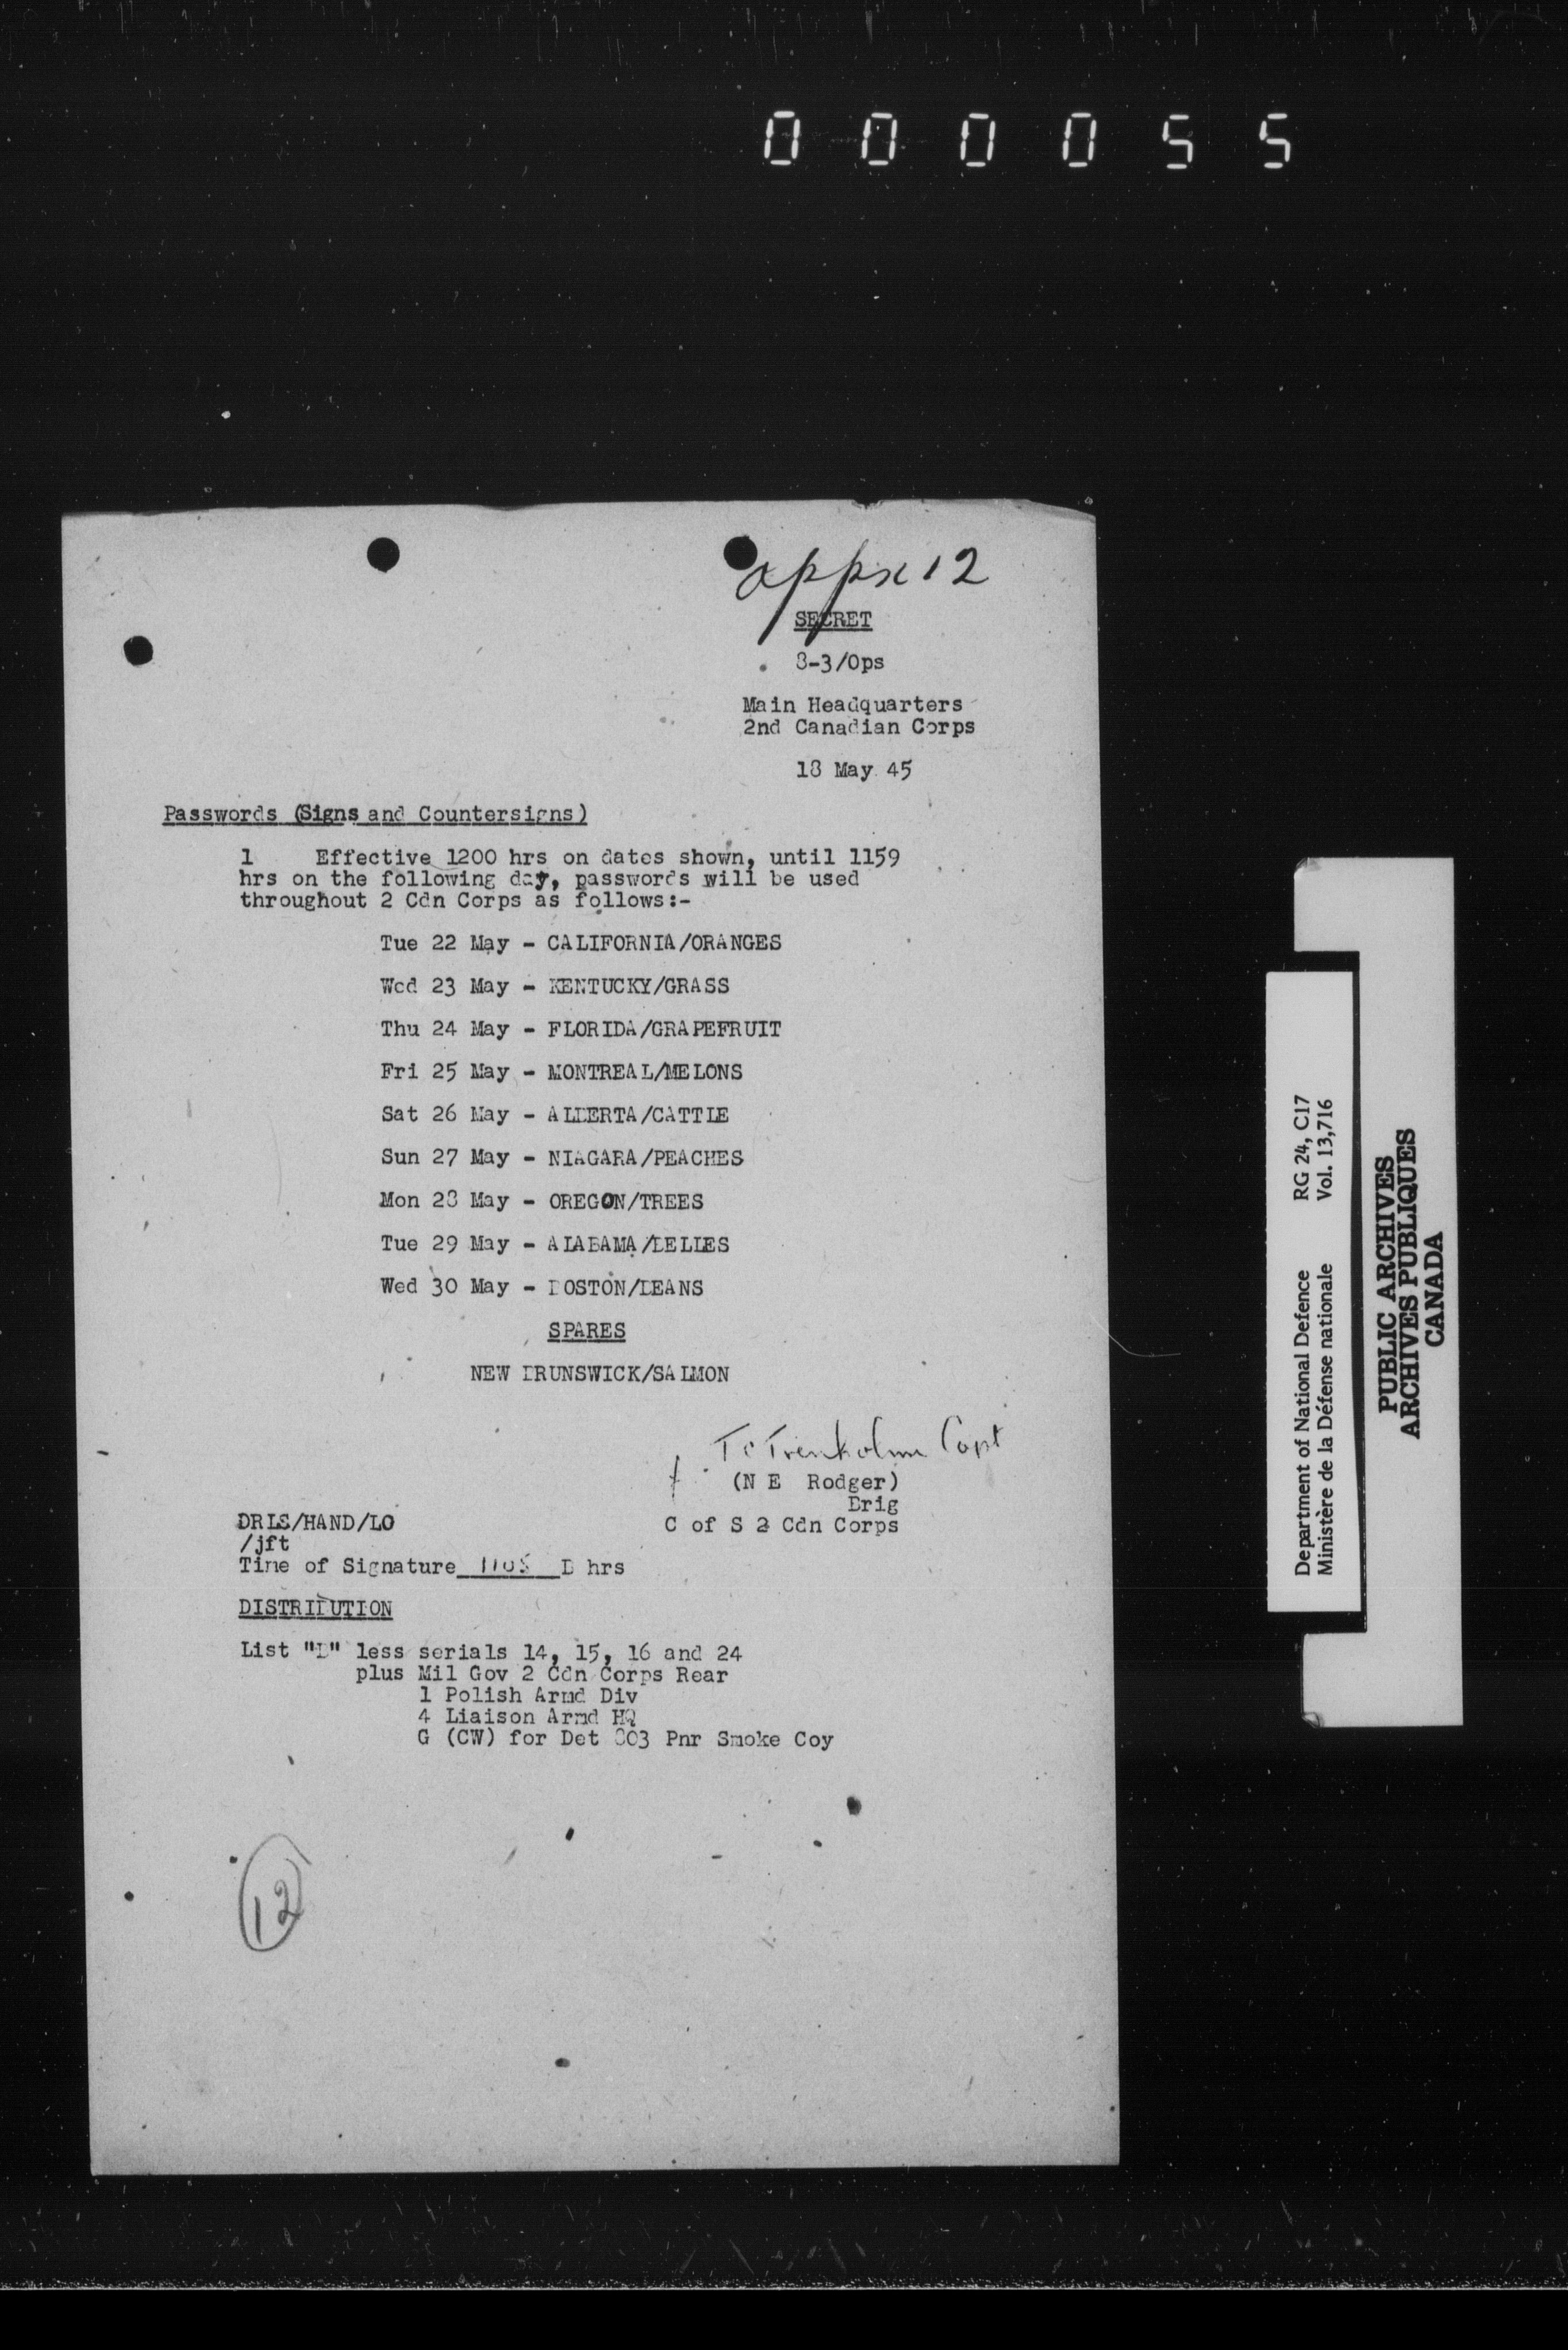 000055
appx 12
SECRET
8-3/Ops
Main Headquarters
2nd Canadian Corps
18 May 45
Passwords (Signs and Countersigns)
1 Effective 1200 hrs on dates shown, until 1159
hrs on the following day, passwords will be used
throughout 2 Cdn Corps as follows:-
Tue 22 May - CALIFORNIA/ORANGES
Wed 23 May - KENTUCKY/GRASS
Thu 24 May - FLORIDA/GRAPEFRUIT
Fri 25 May - MONTREAL/MELONS
Sat 26 May - ALBERTA/CATTLE
Sun 27 May - NIAGARA/PEACHES
Mon 28 May - OREGON/TREES
Tue 29 May - ALABAMA/BELLES
Wed 30 May - BOSTON/BEANS
SPARES
NEW BRUNSWICK/SALMON
Trenholm Capt
f (N E Rodger)
Brig
C of S 2 Cdn Corps
DRLS/HAND/LO
/jft
Time of Signature 1105 B hrs
DISTRIBUTION
List "B" less serials 14, 15, 16 and 24
plus Mil Gov 2 Cdn Corps Rear
1 Polish Armd Div
4 Liaison Armd HQ
G (CW) for Det 803 Pnr Smoke Coy
12
Department of National Defence RG 24, C17
Ministère de la Défense nationale Vol. 13,716
PUBLIC ARCHIVES
ARCHIVES PUBLIQUES
CANADA